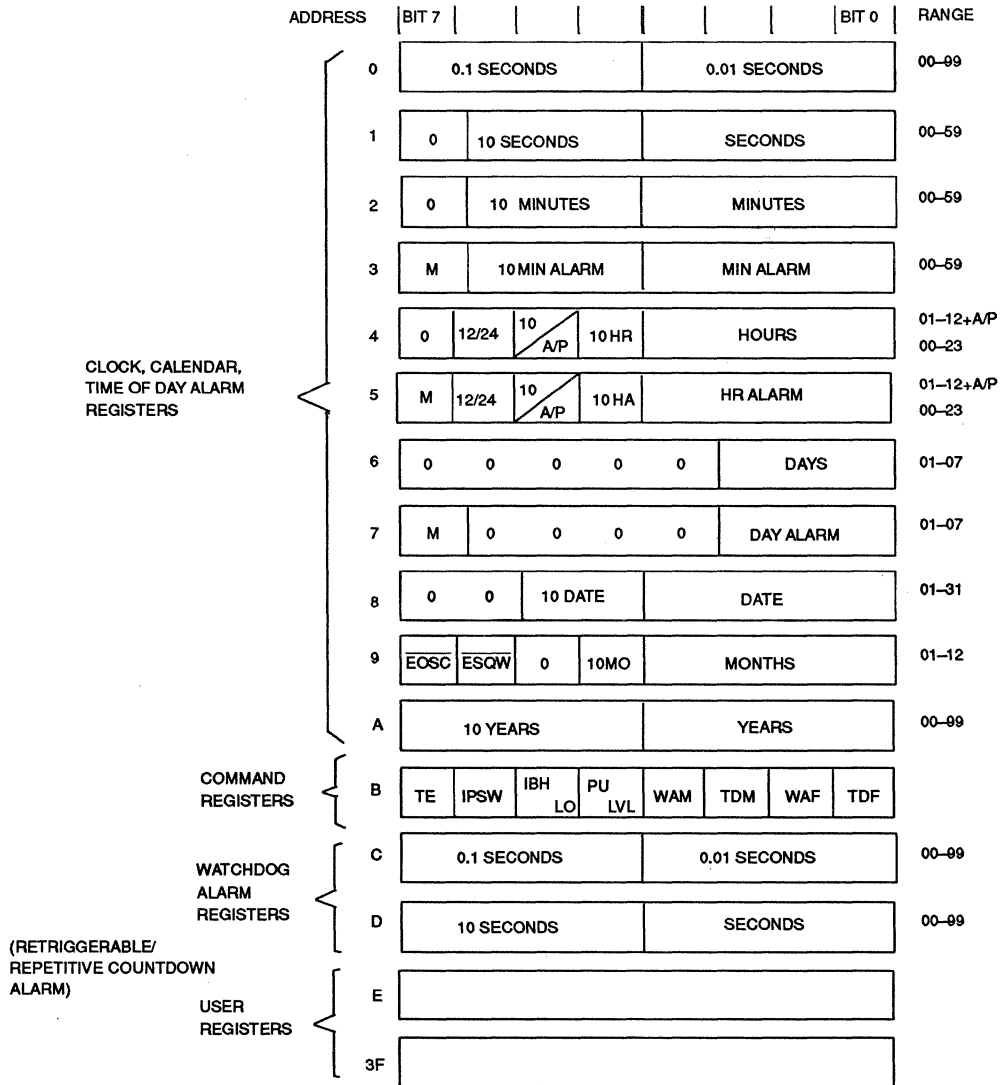 ADDRESS BIT 7 BIT 0 RANGE
0 0.1 SECONDS 0.01 SECONDS 00–99
1 0 10 SECONDS SECONDS 00–59
2 0 10 MINUTES MINUTES 00–59
3 M 10 MIN ALARM MIN ALARM 00–59
4 0 12/24 10 A/P 10 HR HOURS 01–12+A/P
00–23
CLOCK, CALENDAR,
TIME OF DAY ALARM
REGISTERS
5 M 12/24 10 A/P 10 HA HR ALARM 01–12+A/P
00–23
6 0 0 0 0 0 DAYS 01–07
7 M 0 0 0 0 DAY ALARM 01–07
8 0 0 10 DATE DATE 01–31
9 EOSC ESQW 0 10MO MONTHS 01–12
A 10 YEARS YEARS 00–99
COMMAND
REGISTERS
B TE IPSW IBH LO PU LVL WAM TDM WAF TDF
C 0.1 SECONDS 0.01 SECONDS 00–99
WATCHDOG
ALARM
REGISTERS
D 10 SECONDS SECONDS 00–99
(RETRIGGERABLE/
REPETITIVE COUNTDOWN
ALARM)
E
USER
REGISTERS
3F